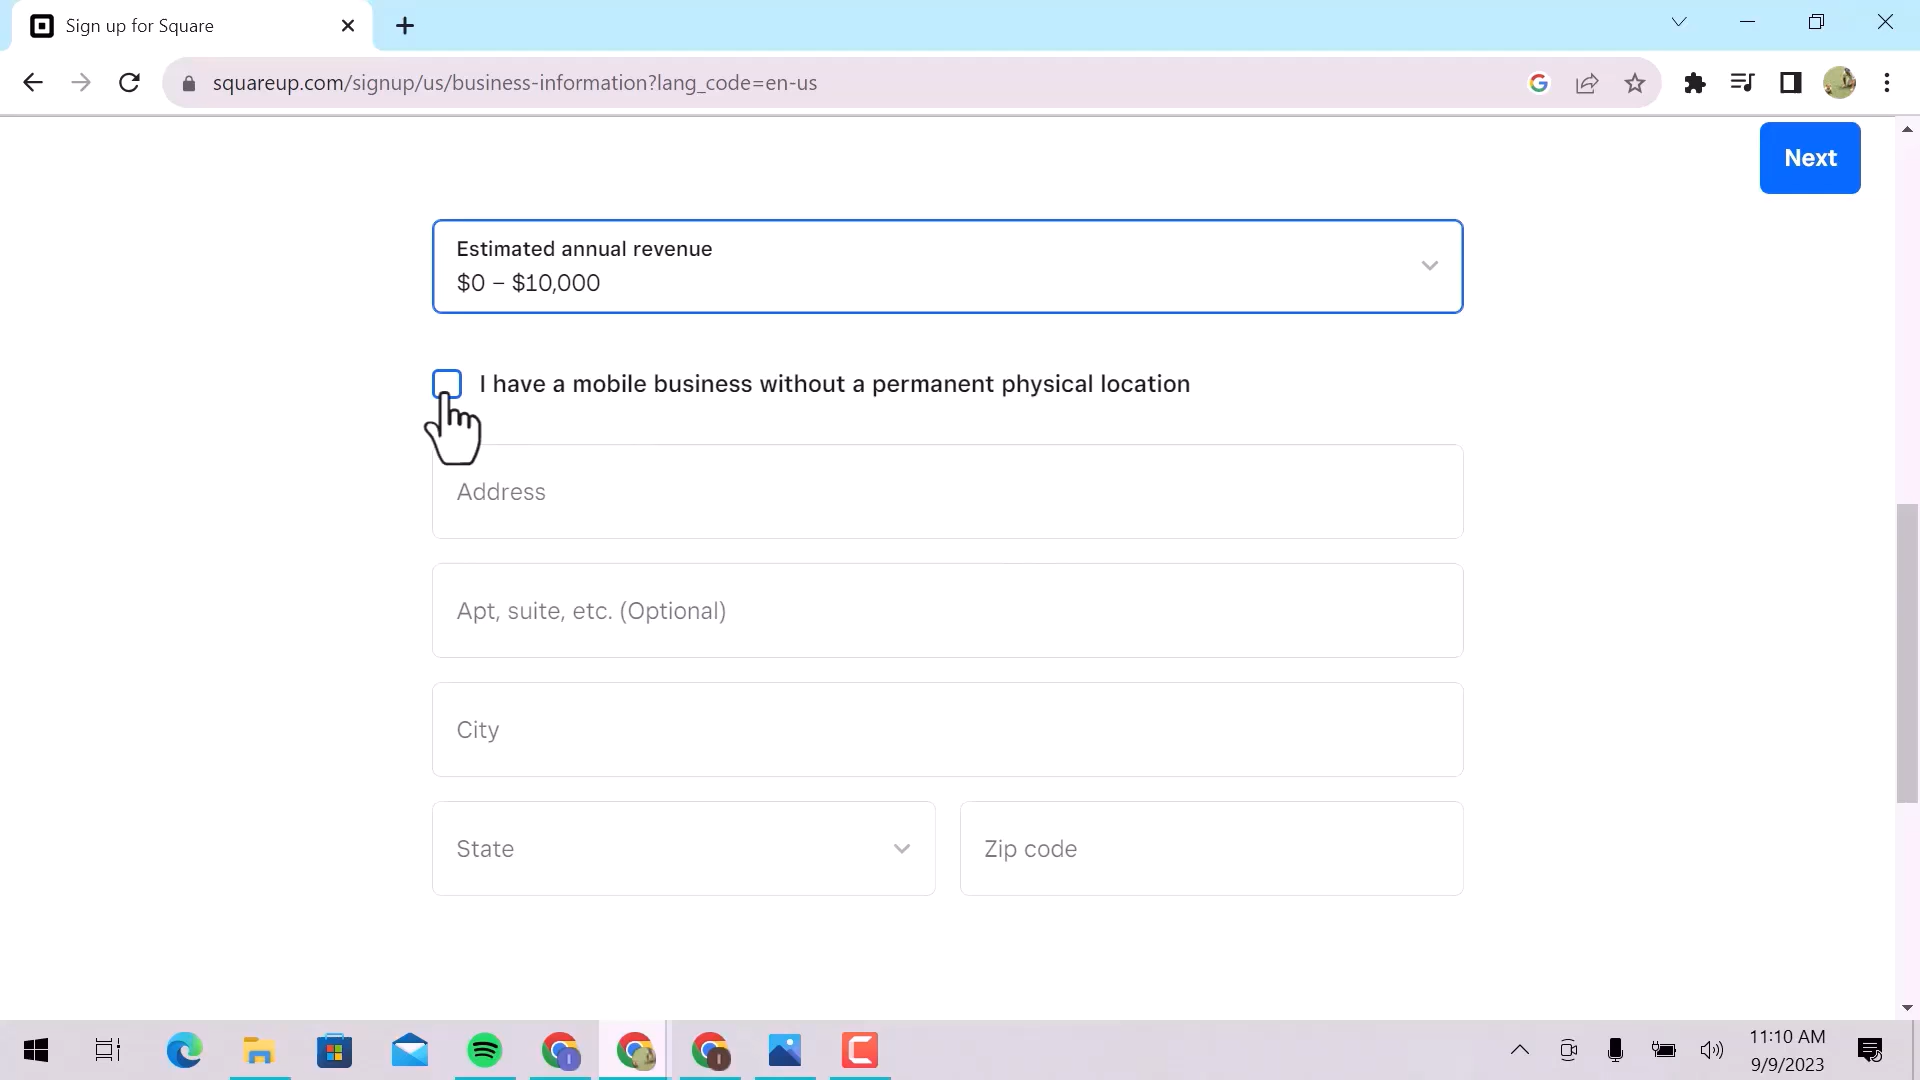 Sign up for Square
squareup.com/signup/us/business-information?lang_code=en-us
Next
Estimated annual revenue
$0 – $10,000
I have a mobile business without a permanent physical location
Address
Apt, suite, etc. (Optional)
City
State
Zip code
11:10 AM
9/9/2023